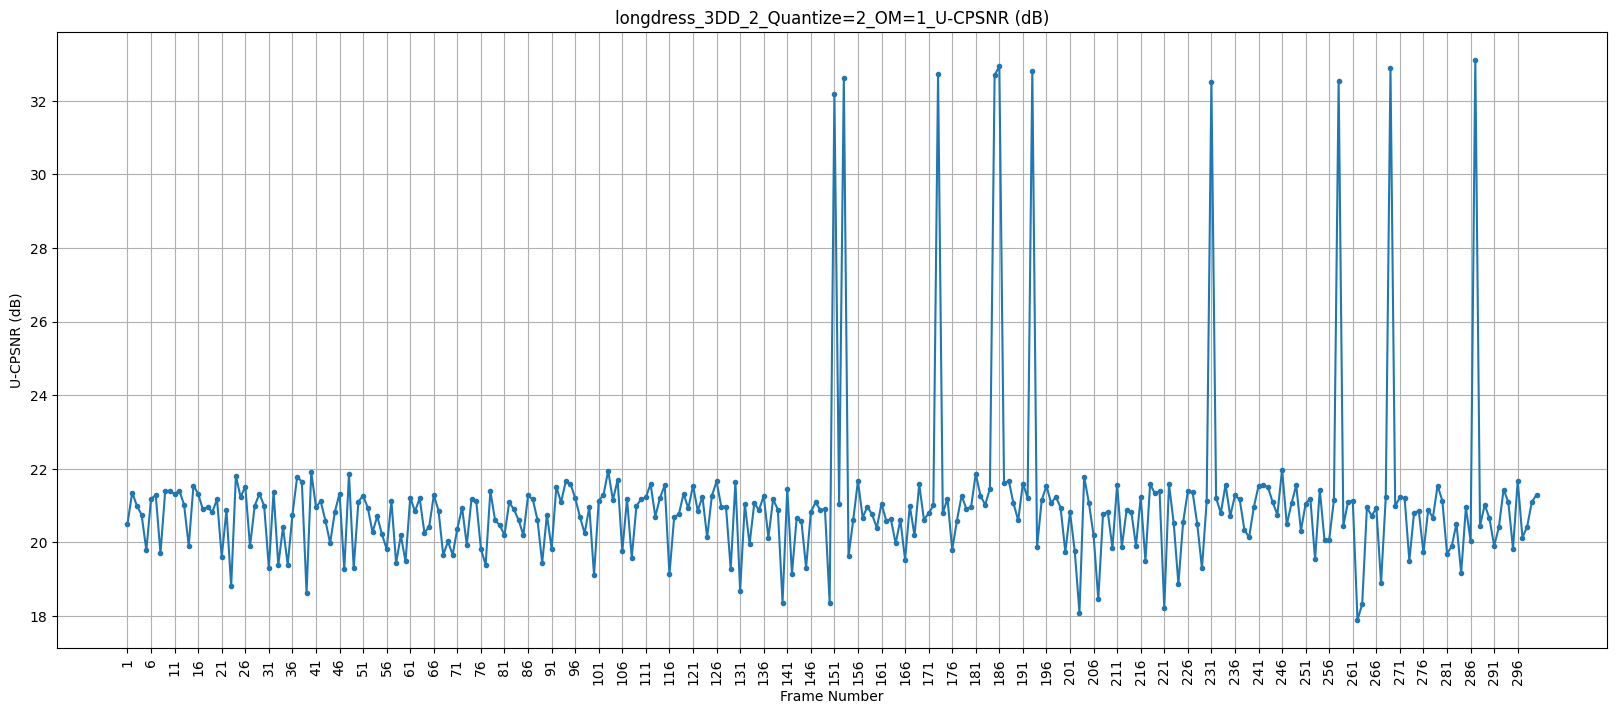 longdress_3DD_2_Quantize=2_OM=1_U-CPSNR (dB)
U-CPSNR (dB)
32
30
28
26
24
22
20
18
1 6 11 16 21 26 31 36 41 46 51 56 61 66 71 76 81 86 91 96 101 106 111 116 121 126 131 136 141 146 151 156 161 166 171 176 181 186 191 196 201 206 211 216 221 226 231 236 241 246 251 256 261 266 271 276 281 286 291 296
Frame Number